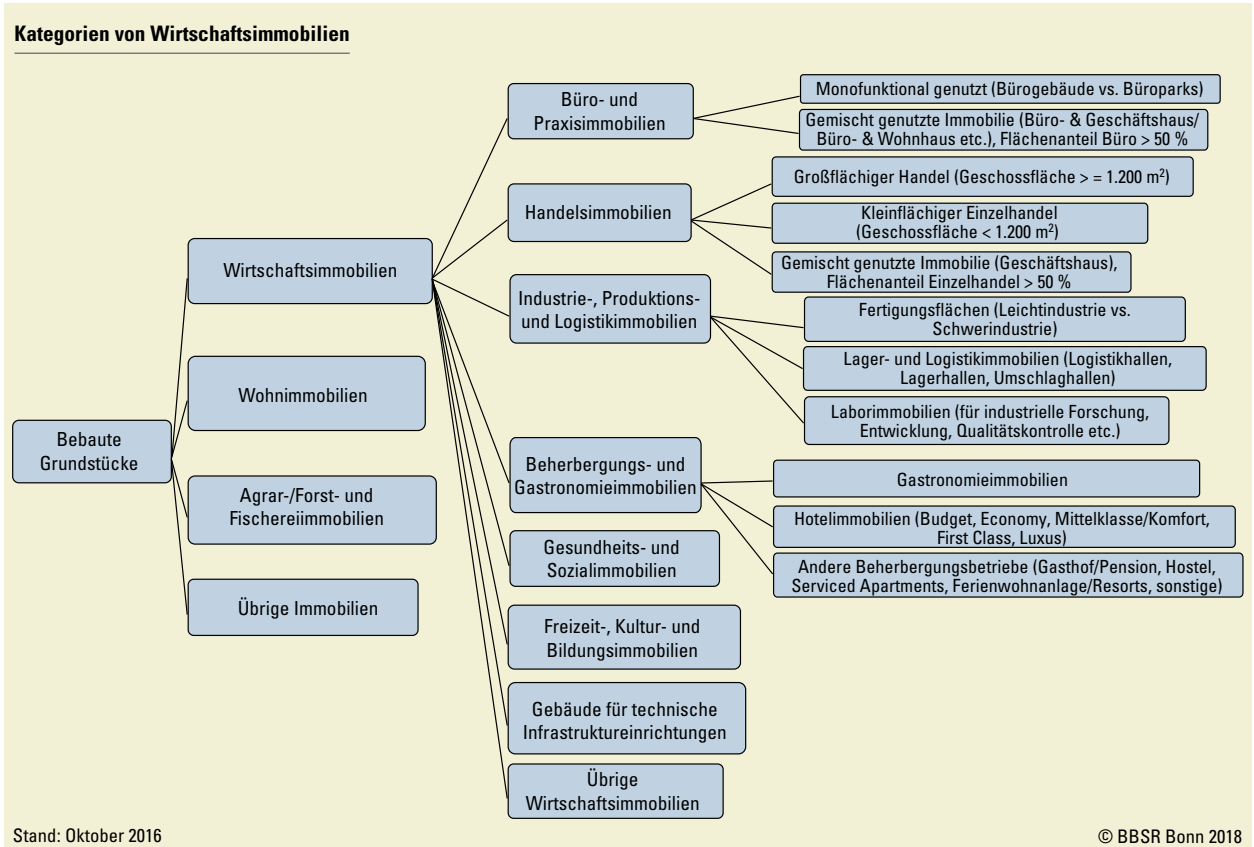 Kategorien von Wirtschaftsimmobilien
Bebaute
Grundstücke
Wirtschaftsimmobilien
Wohnimmobilien
Agrar-/Forst- und
Fischereiimmobilien
Übrige Immobilien
Büro- und
Praxisimmobilien
Handelsimmobilien
Industrie-, Produktions-
und Logistikimmobilien
Beherbergungs- und
Gastronomieimmobilien
Gesundheits- und
Sozialimmobilien
Freizeit-, Kultur- und
Bildungsimmobilien
Gebäude für technische
Infrastruktureinrichtungen
Übrige
Wirtschaftsimmobilien
Monofunktional genutzt (Bürogebäude vs. Büroparks)
Gemischt genutzte Immobilie (Büro- & Geschäftshaus/
Büro- & Wohnhaus etc.), Flächenanteil Büro > 50 %
Großflächiger Handel (Geschossfläche > = 1.200 m²)
Kleinflächiger Einzelhandel
(Geschossfläche < 1.200 m²)
Gemischt genutzte Immobilie (Geschäftshaus),
Flächenanteil Einzelhandel > 50 %
Fertigungsflächen (Leichtindustrie vs.
Schwerindustrie)
Lager- und Logistikimmobilien (Logistikhallen,
Lagerhallen, Umschlaghallen)
Laborimmobilien (für industrielle Forschung,
Entwicklung, Qualitätskontrolle etc.)
Gastronomieimmobilien
Hotelimmobilien (Budget, Economy, Mittelklasse/Komfort,
First Class, Luxus)
Andere Beherbergungsbetriebe (Gasthof/Pension, Hostel,
Serviced Apartments, Ferienwohnanlage/Resorts, sonstige)
Stand: Oktober 2016
© BBSR Bonn 2018